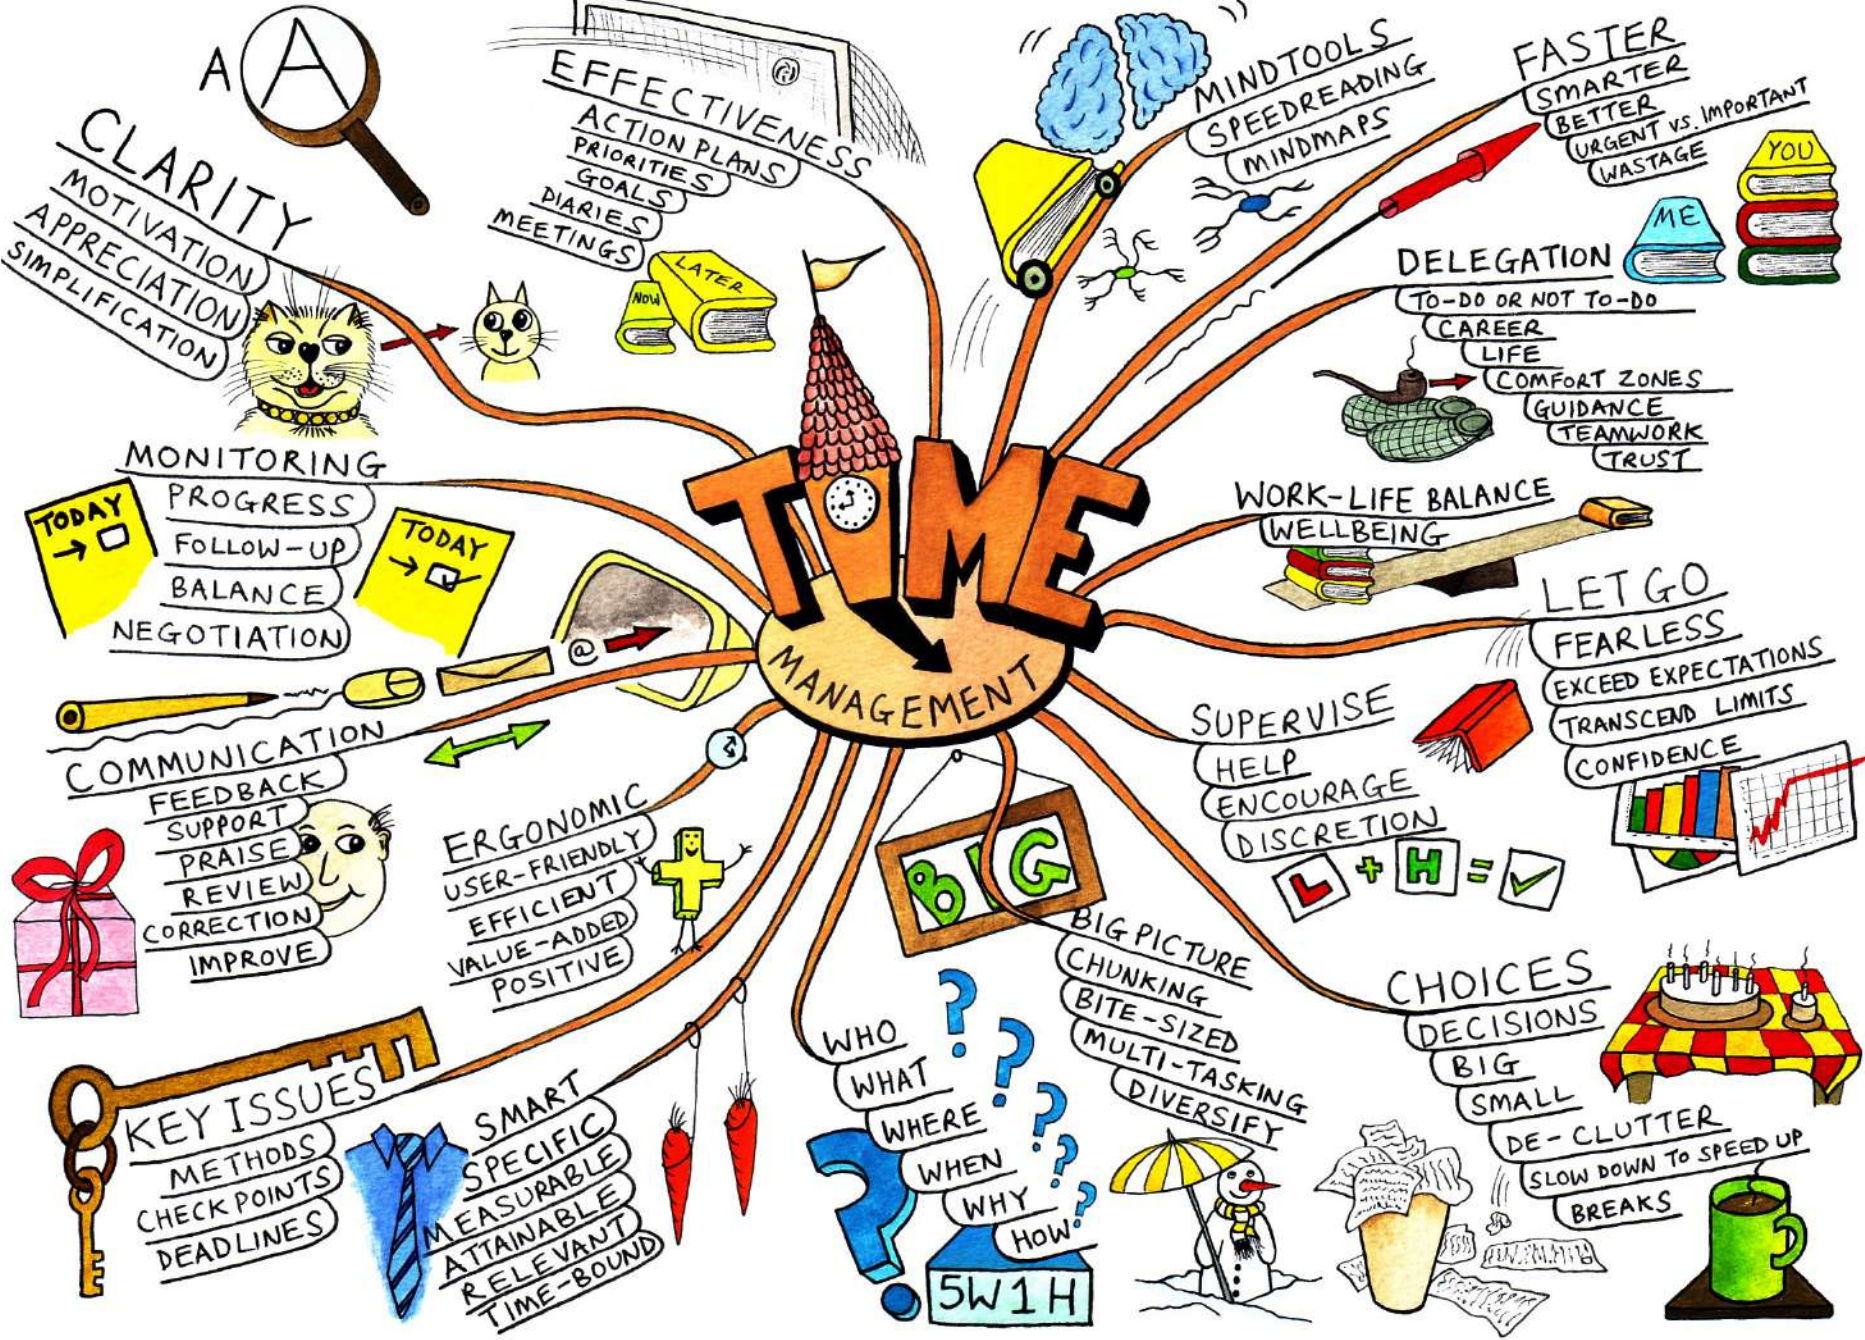 TIME
MANAGEMENT
A A
CLARITY
MOTIVATION
APPRECIATION
SIMPLIFICATION
EFFECTIVENESS
ACTION PLANS
PRIORITIES
GOALS
DIARIES
MEETINGS
NOW
LATER
MINDTOOLS
SPEEDREADING
MINDMAPS
FASTER
SMARTER
BETTER
URGENT VS. IMPORTANT
WASTAGE
YOU
ME
DELEGATION
TO-DO OR NOT TO-DO
CAREER
LIFE
COMFORT ZONES
GUIDANCE
TEAMWORK
TRUST
WORK-LIFE BALANCE
WELLBEING
LET GO
FEARLESS
EXCEED EXPECTATIONS
TRANSCEND LIMITS
CONFIDENCE
SUPERVISE
HELP
ENCOURAGE
DISCRETION
L + H =
CHOICES
DECISIONS
BIG
SMALL
DE-CLUTTER
SLOW DOWN TO SPEED UP
BREAKS
BIG
BIG PICTURE
CHUNKING
BITE-SIZED
MULTI-TASKING
DIVERSIFY
WHO
WHAT
WHERE
WHEN
WHY
HOW
? ? ? ? ? ?
5W1H
SMART
SPECIFIC
MEASURABLE
ATTAINABLE
RELEVANT
TIME-BOUND
KEY ISSUES
METHODS
CHECKPOINTS
DEADLINES
ERGONOMIC
USER-FRIENDLY
EFFICIENT
VALUE-ADDED
POSITIVE
COMMUNICATION
FEEDBACK
SUPPORT
PRAISE
REVIEW
CORRECTION
IMPROVE
@
MONITORING
PROGRESS
FOLLOW-UP
BALANCE
NEGOTIATION
TODAY
TODAY